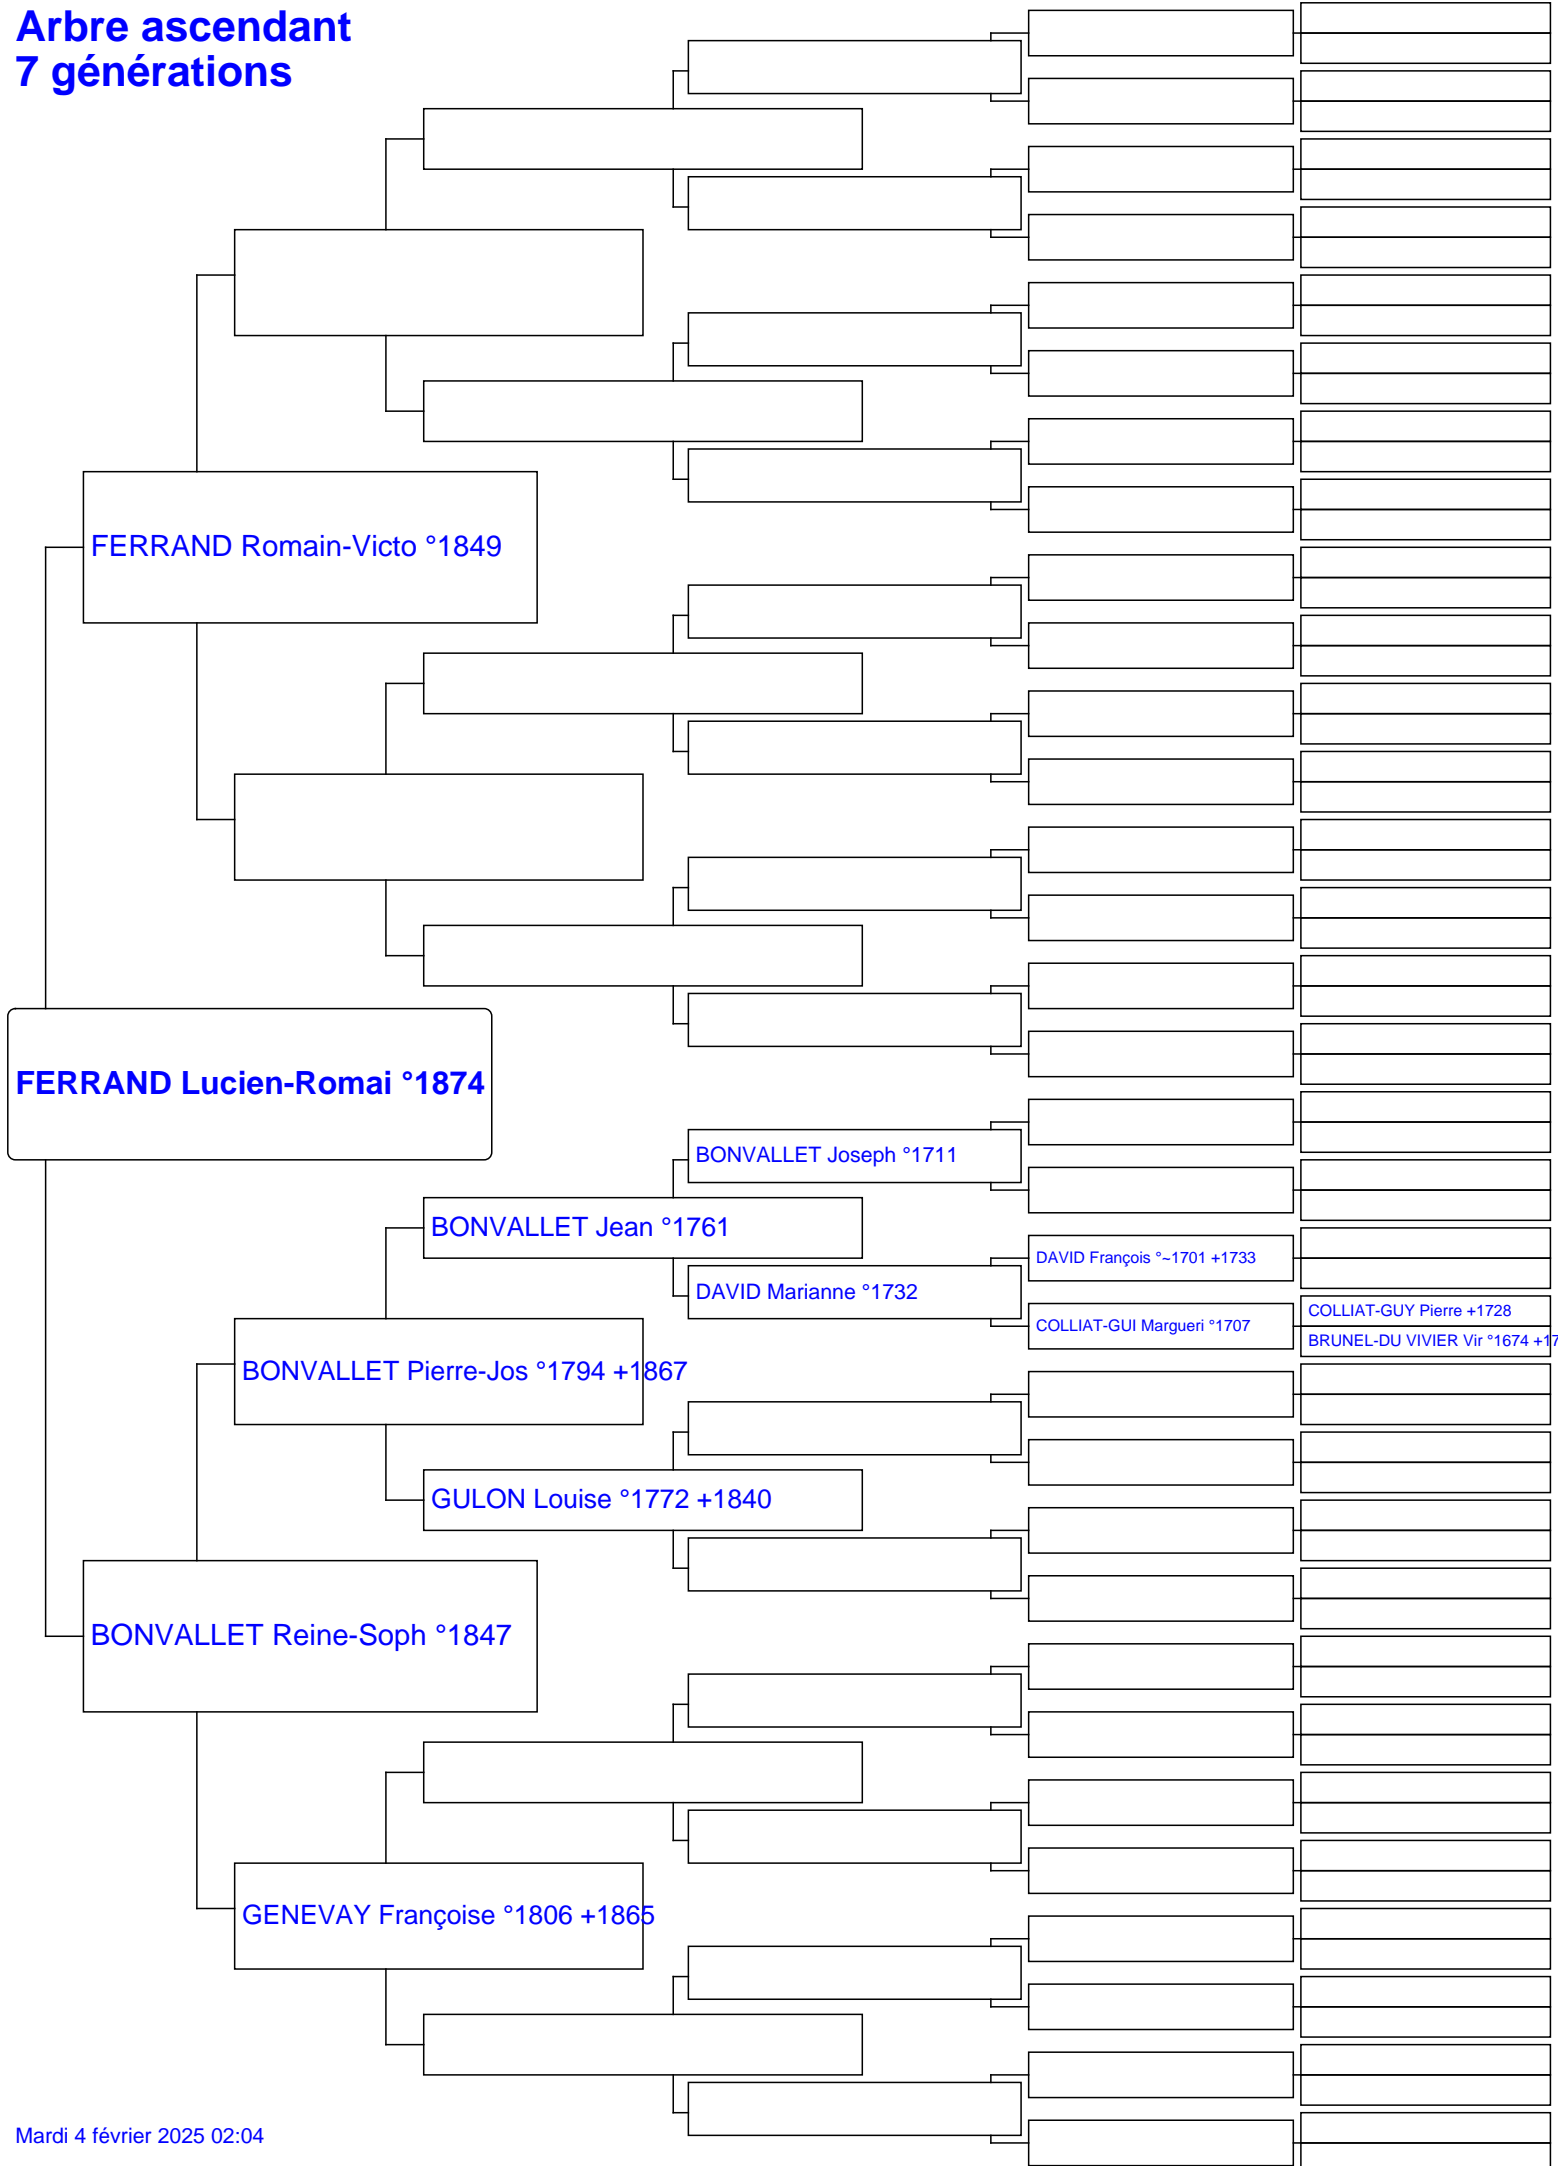 Arbre ascendant
7 générations
FERRAND Romain-Victo °1849
FERRAND Lucien-Romai °1874
BONVALLET Joseph °1711
BONVALLET Jean °1761
DAVID François °~1701 +1733
DAVID Marianne °1732
COLLIAT-GUY Pierre +1728
COLLIAT-GUI Margueri °1707
BRUNEL-DU VIVIER Vir °1674 +17
BONVALLET Pierre-Jos °1794 +1867
GULON Louise °1772 +1840
BONVALLET Reine-Soph °1847
GENEVAY Françoise °1806 +1865
Mardi 4 février 2025 02:04